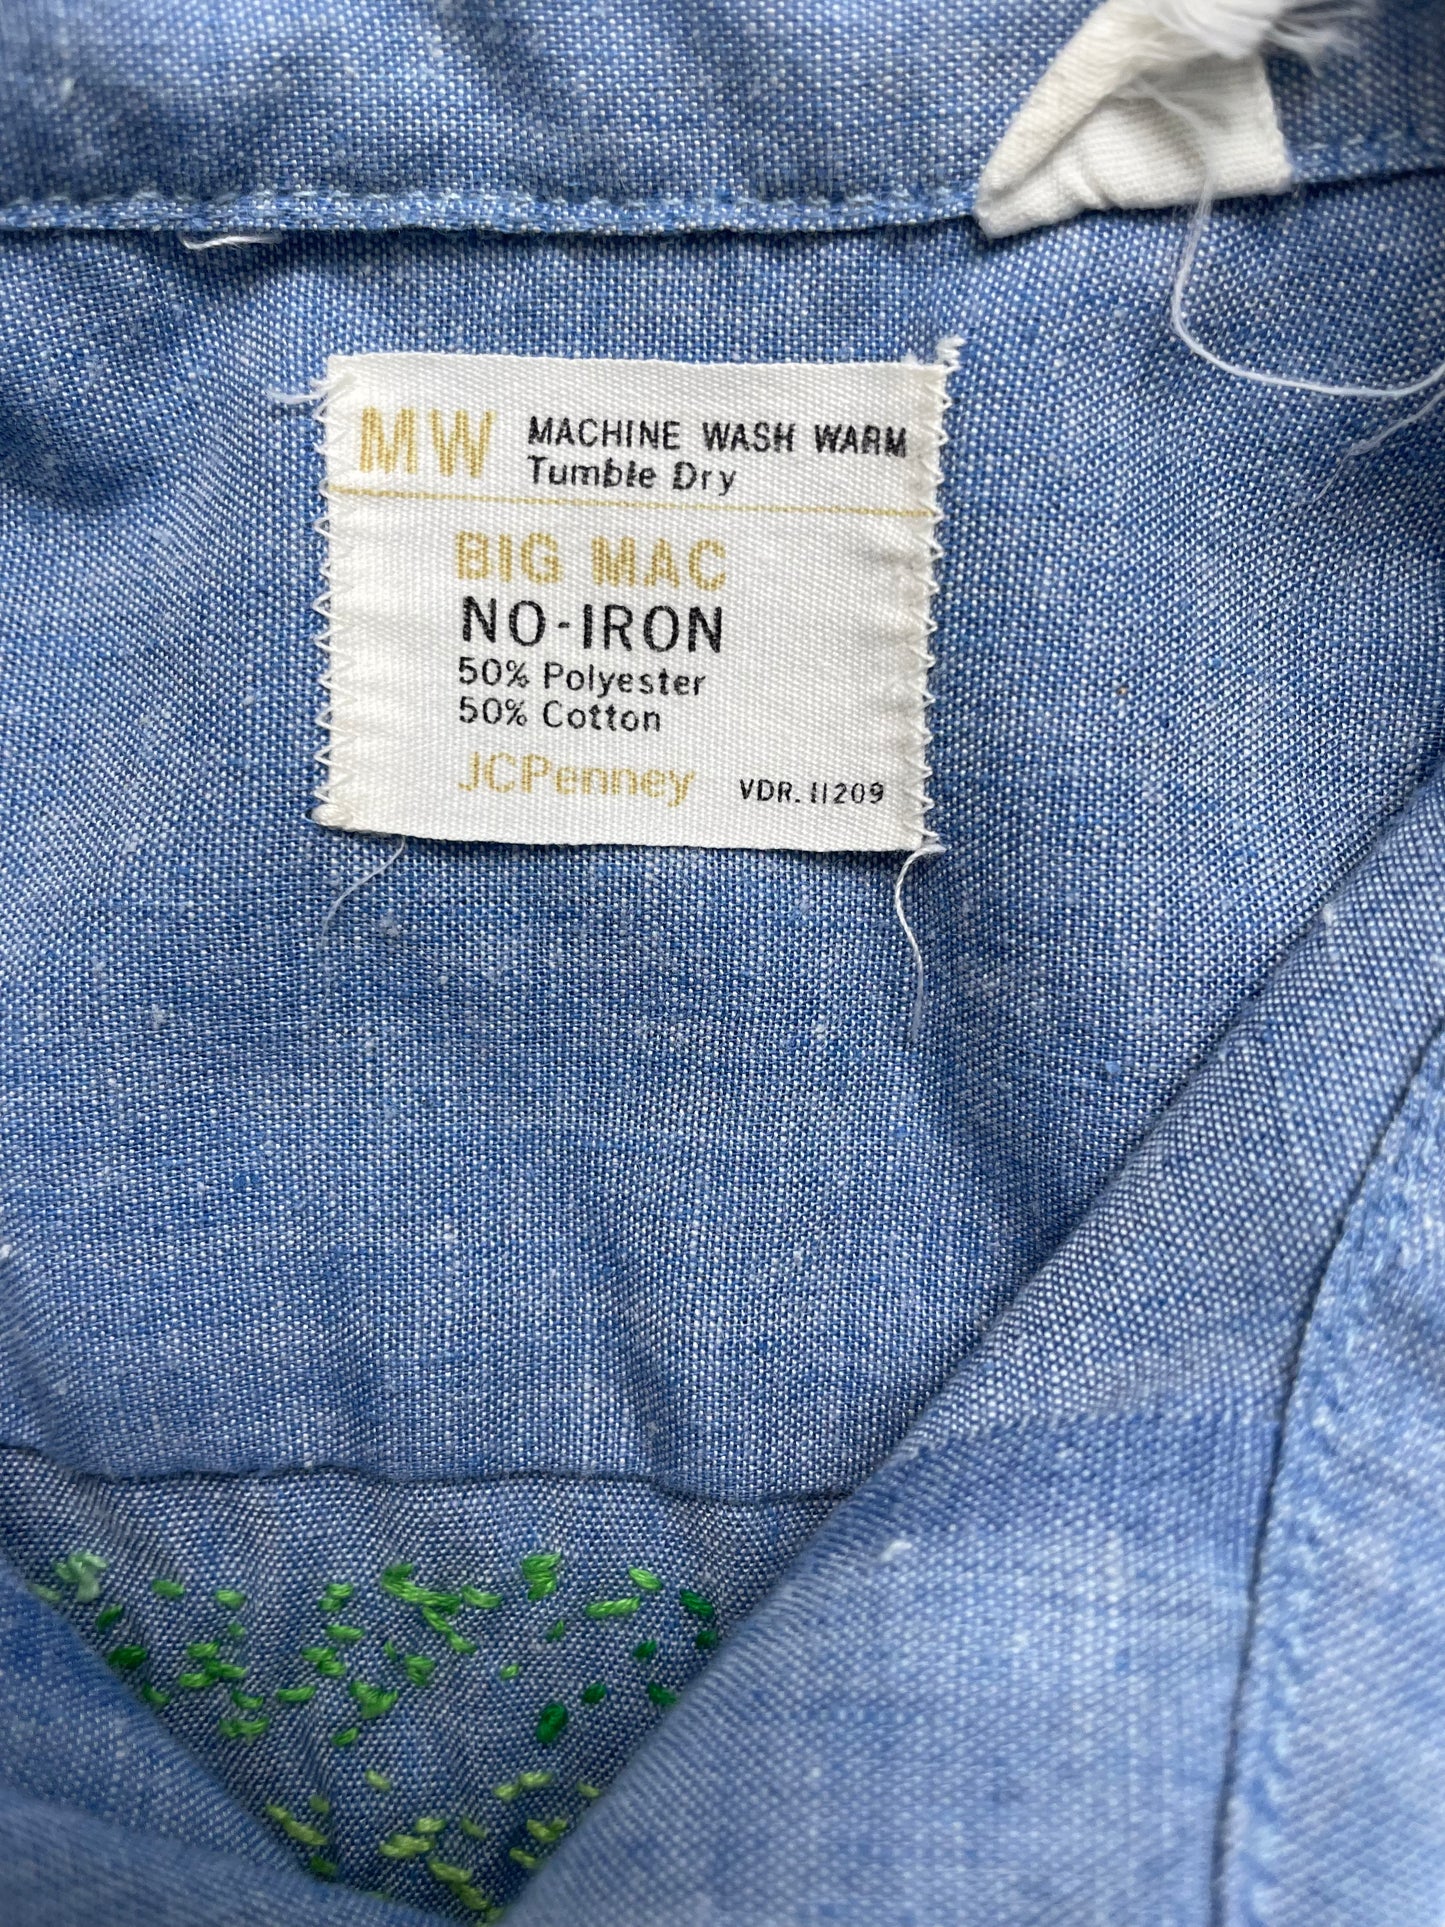 MW MACHINE WASH WARM
Tumble Dry
BIG MAC
NO-IRON
50% Polyester
50% Cotton
JCPenney VDR. 11209